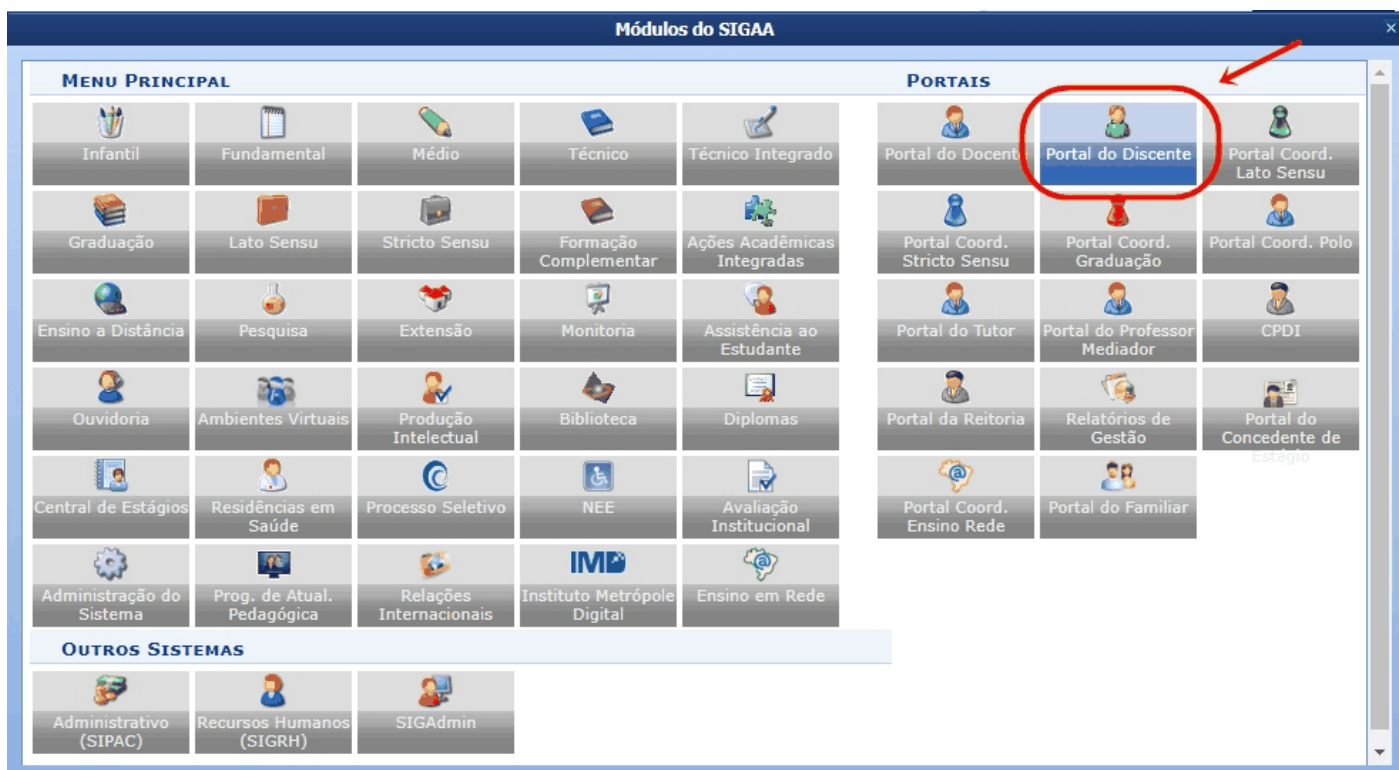 Módulos do SIGAA
MENU PRINCIPAL
Infantil
Fundamental
Médio
Técnico
Técnico Integrado
Graduação
Lato Sensu
Stricto Sensu
Formação
Complementar
Ações Acadêmicas
Integradas
Ensino a Distância
Pesquisa
Extensão
Monitoria
Assistência ao
Estudante
Ouvidoria
Ambientes Virtuais
Produção
Intelectual
Biblioteca
Diplomas
Central de Estágios
Residências em
Saúde
Processo Seletivo
NEE
Avaliação
Institucional
Administração do
Sistema
Prog. de Atual.
Pedagógica
Relações
Internacionais
IMD
Instituto Metrópole
Digital
Ensino em Rede
PORTAIS
Portal do Docente
Portal do Discente
Portal Coord.
Lato Sensu
Portal Coord.
Stricto Sensu
Portal Coord.
Graduação
Portal Coord. Polo
Portal do Tutor
Portal do Professor
Mediador
CPDI
Portal da Reitoria
Relatórios de
Gestão
Portal do
Concedente de
Estágio
Portal Coord.
Ensino Rede
Portal do Familiar
OUTROS SISTEMAS
Administrativo
(SIPAC)
Recursos Humanos
(SIGRH)
SIGAdmin